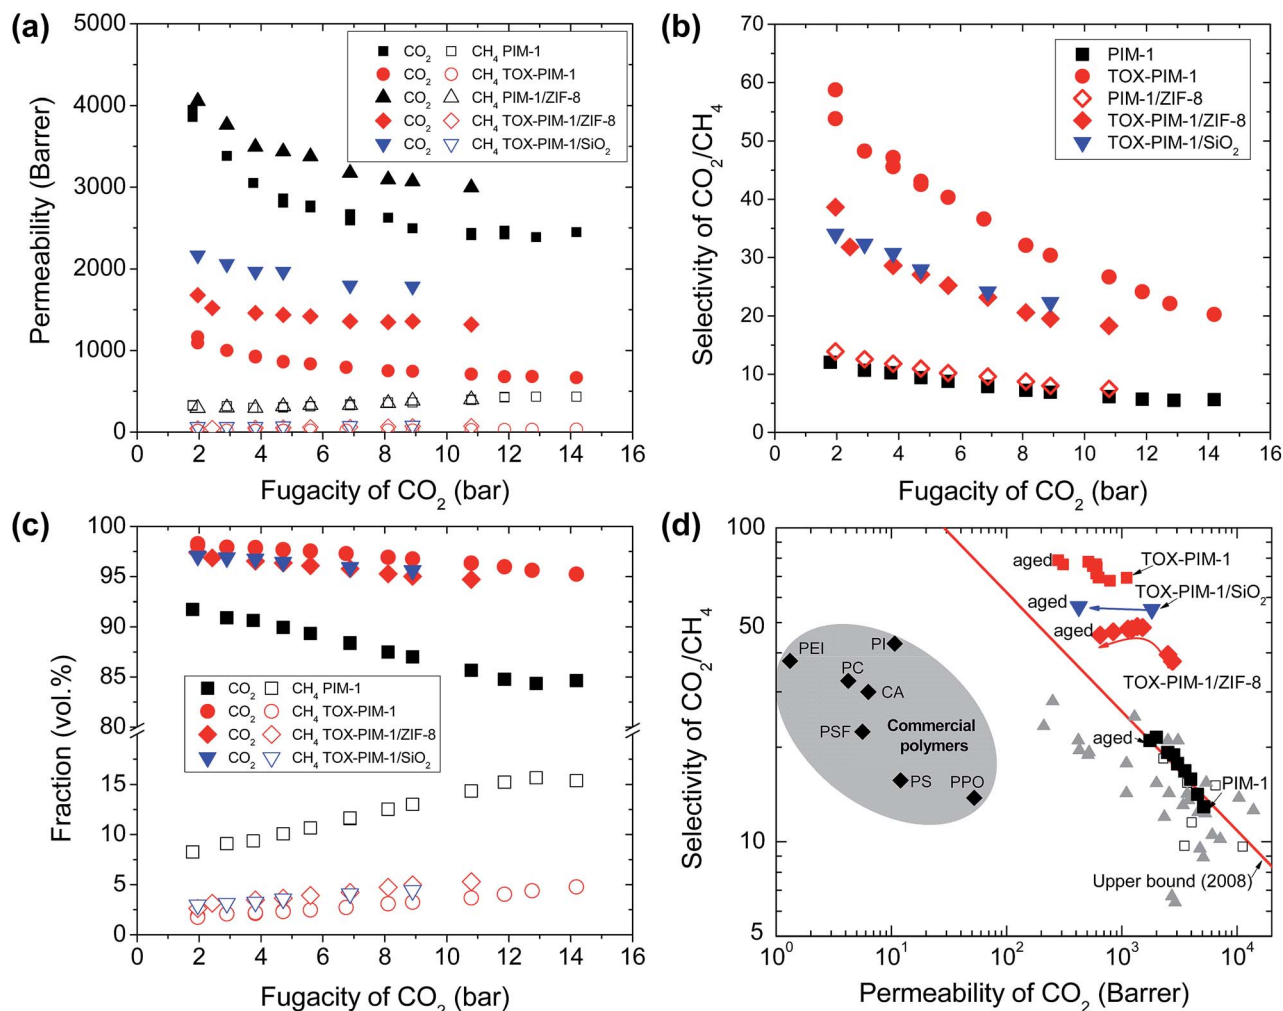 (a)
5000
4000
3000
2000
1000
0
Permeability (Barrer)
CO2 CH4 PIM-1
CO2 CH4 TOX-PIM-1
CO2 CH4 PIM-1/ZIF-8
CO2 CH4 TOX-PIM-1/ZIF-8
CO2 CH4 TOX-PIM-1/SiO2
0 2 4 6 8 10 12 14 16
Fugacity of CO2 (bar)
(b)
70
60
50
40
30
20
10
0
Selectivity of CO2/CH4
PIM-1
TOX-PIM-1
PIM-1/ZIF-8
TOX-PIM-1/ZIF-8
TOX-PIM-1/SiO2
0 2 4 6 8 10 12 14 16
Fugacity of CO2 (bar)
(c)
100
95
90
85
80
15
10
5
0
Fraction (vol.%)
CO2 CH4 PIM-1
CO2 CH4 TOX-PIM-1
CO2 CH4 TOX-PIM-1/ZIF-8
CO2 CH4 TOX-PIM-1/SiO2
0 2 4 6 8 10 12 14 16
Fugacity of CO2 (bar)
(d)
100
50
10
5
Selectivity of CO2/CH4
aged
TOX-PIM-1
aged
TOX-PIM-1/SiO2
aged
TOX-PIM-1/ZIF-8
PEI
PI
PC
CA
PSF
Commercial
polymers
PS
PPO
aged
PIM-1
Upper bound (2008)
10^0 10^1 10^2 10^3 10^4
Permeability of CO2 (Barrer)